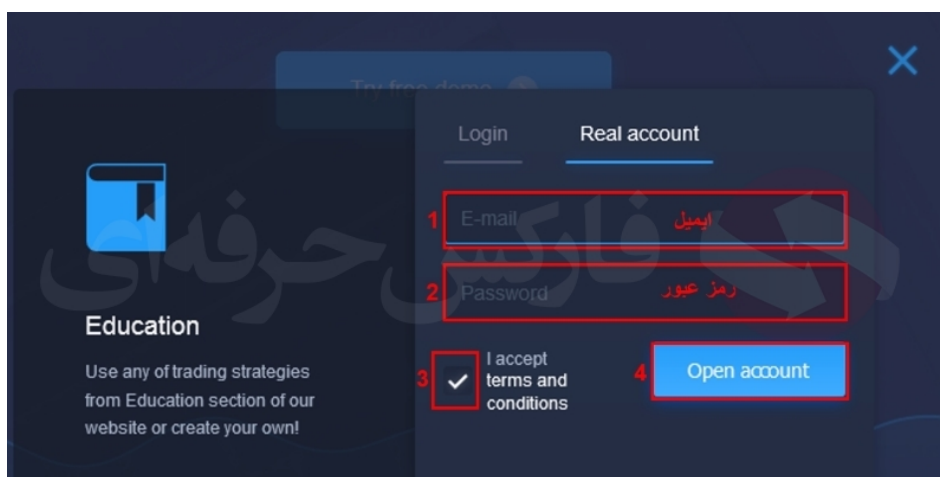 Try free demo
Login
Real account
1
E-mail
ایمیل
2
Password
رمز عبور
3
I accept
terms and
conditions
4
Open account
Education
Use any of trading strategies
from Education section of our
website or create your own!
فارکس حرفه‌ای